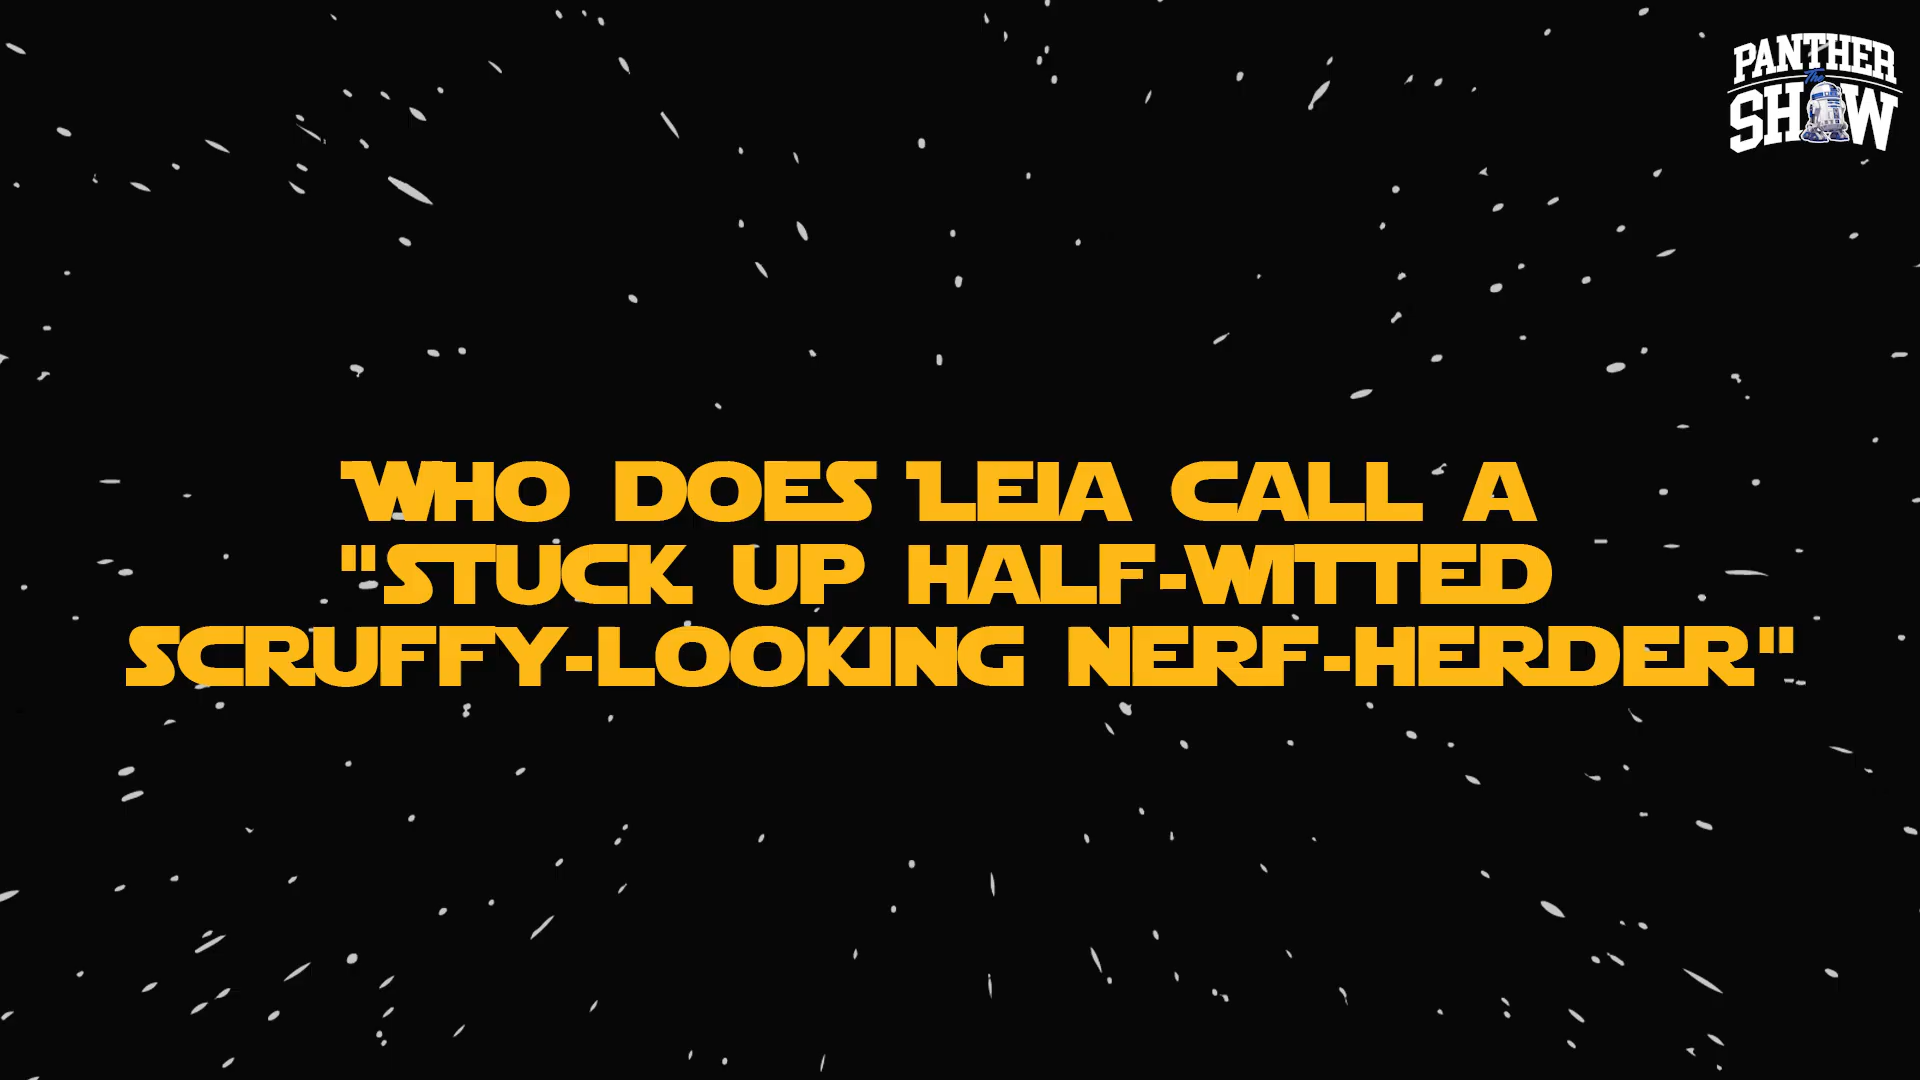 PANTHER
The
SHOW
WHO DOES LEIA CALL A
"STUCK UP HALF-WITTED
SCRUFFY-LOOKING NERF-HERDER"